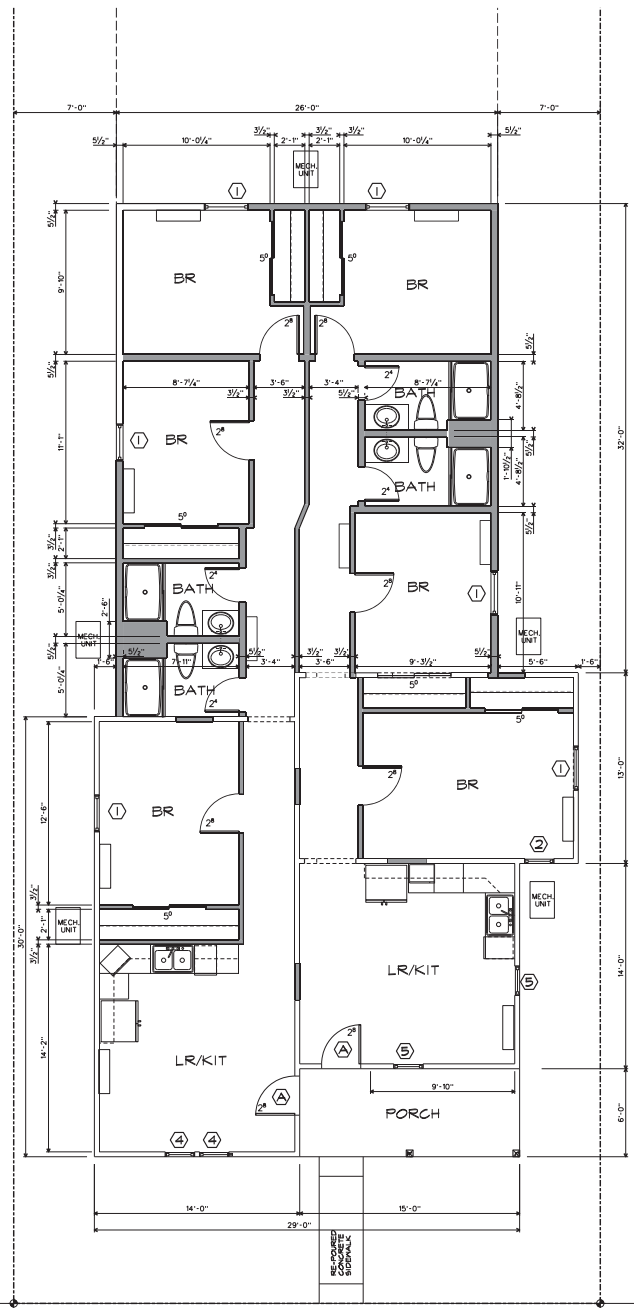 7'-0" 26'-0" 7'-0"
3½" 3½" 3½"
5½" 10'-0¼" 2'-1" 2'-1" 10'-0¼" 5½"
MECH. UNIT
1 1
5½"
9'-10"
BR 5⁰ 5⁰ BR
2⁸ 2⁸
5½" 5½"
8'-7¼" 3'-6" 3'-4" 8'-7¼"
3½" 3½" 5½"
2⁴ BATH 4'-8½"
11'-1" 1 BR 2⁸
5½"
1'-10½" 4'-8½"
2⁴ BATH
5⁰ 5½"
3½" 2'-1"
3½" 2⁴ BATH
BR 2⁸ 1 10'-11"
5'-0¼" 2'-6"
MECH. UNIT
MECH. UNIT
5½"
1'-6" 5½" 7'-11" 5½" 3'-4" 3½" 3'-6" 3½" 9'-3½" 5½" 5'-6" 1'-6"
5'-0¼" BATH 2⁴
5⁰ 5⁰
32'-0"
12'-6" 1 BR 2⁸
2⁸ BR 1 13'-0"
2
3½" 2'-1" 3½"
5⁰
MECH. UNIT
MECH. UNIT
30'-0"
LR/KIT 5 14'-0"
14'-2" LR/KIT
2⁸ A 5
2⁸ A
9'-10"
PORCH 6'-0"
4 4
14'-0" 15'-0"
29'-0"
RE-POURED
CONCRETE
SIDEWALK